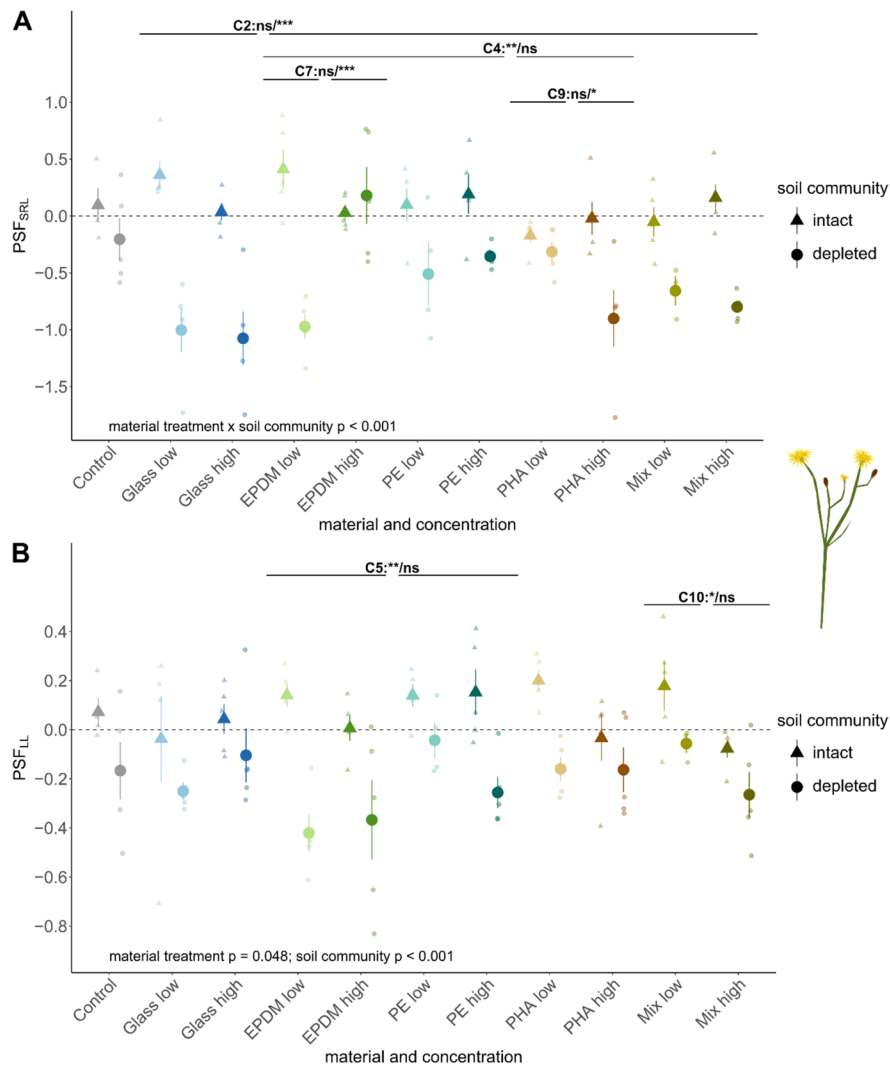 A
C2:ns/***
C4:**/ns
C7:ns/***
C9:ns/*
1.0
0.5
0.0
−0.5
−1.0
−1.5
PSFSRL
soil community
intact
depleted
material treatment x soil community p < 0.001
Control
Glass low
Glass high
EPDM low
EPDM high
PE low
PE high
PHA low
PHA high
Mix low
Mix high
material and concentration
B
C5:**/ns
C10:*/ns
0.4
0.2
0.0
−0.2
−0.4
−0.6
−0.8
PSFLL
soil community
intact
depleted
material treatment p = 0.048; soil community p < 0.001
Control
Glass low
Glass high
EPDM low
EPDM high
PE low
PE high
PHA low
PHA high
Mix low
Mix high
material and concentration